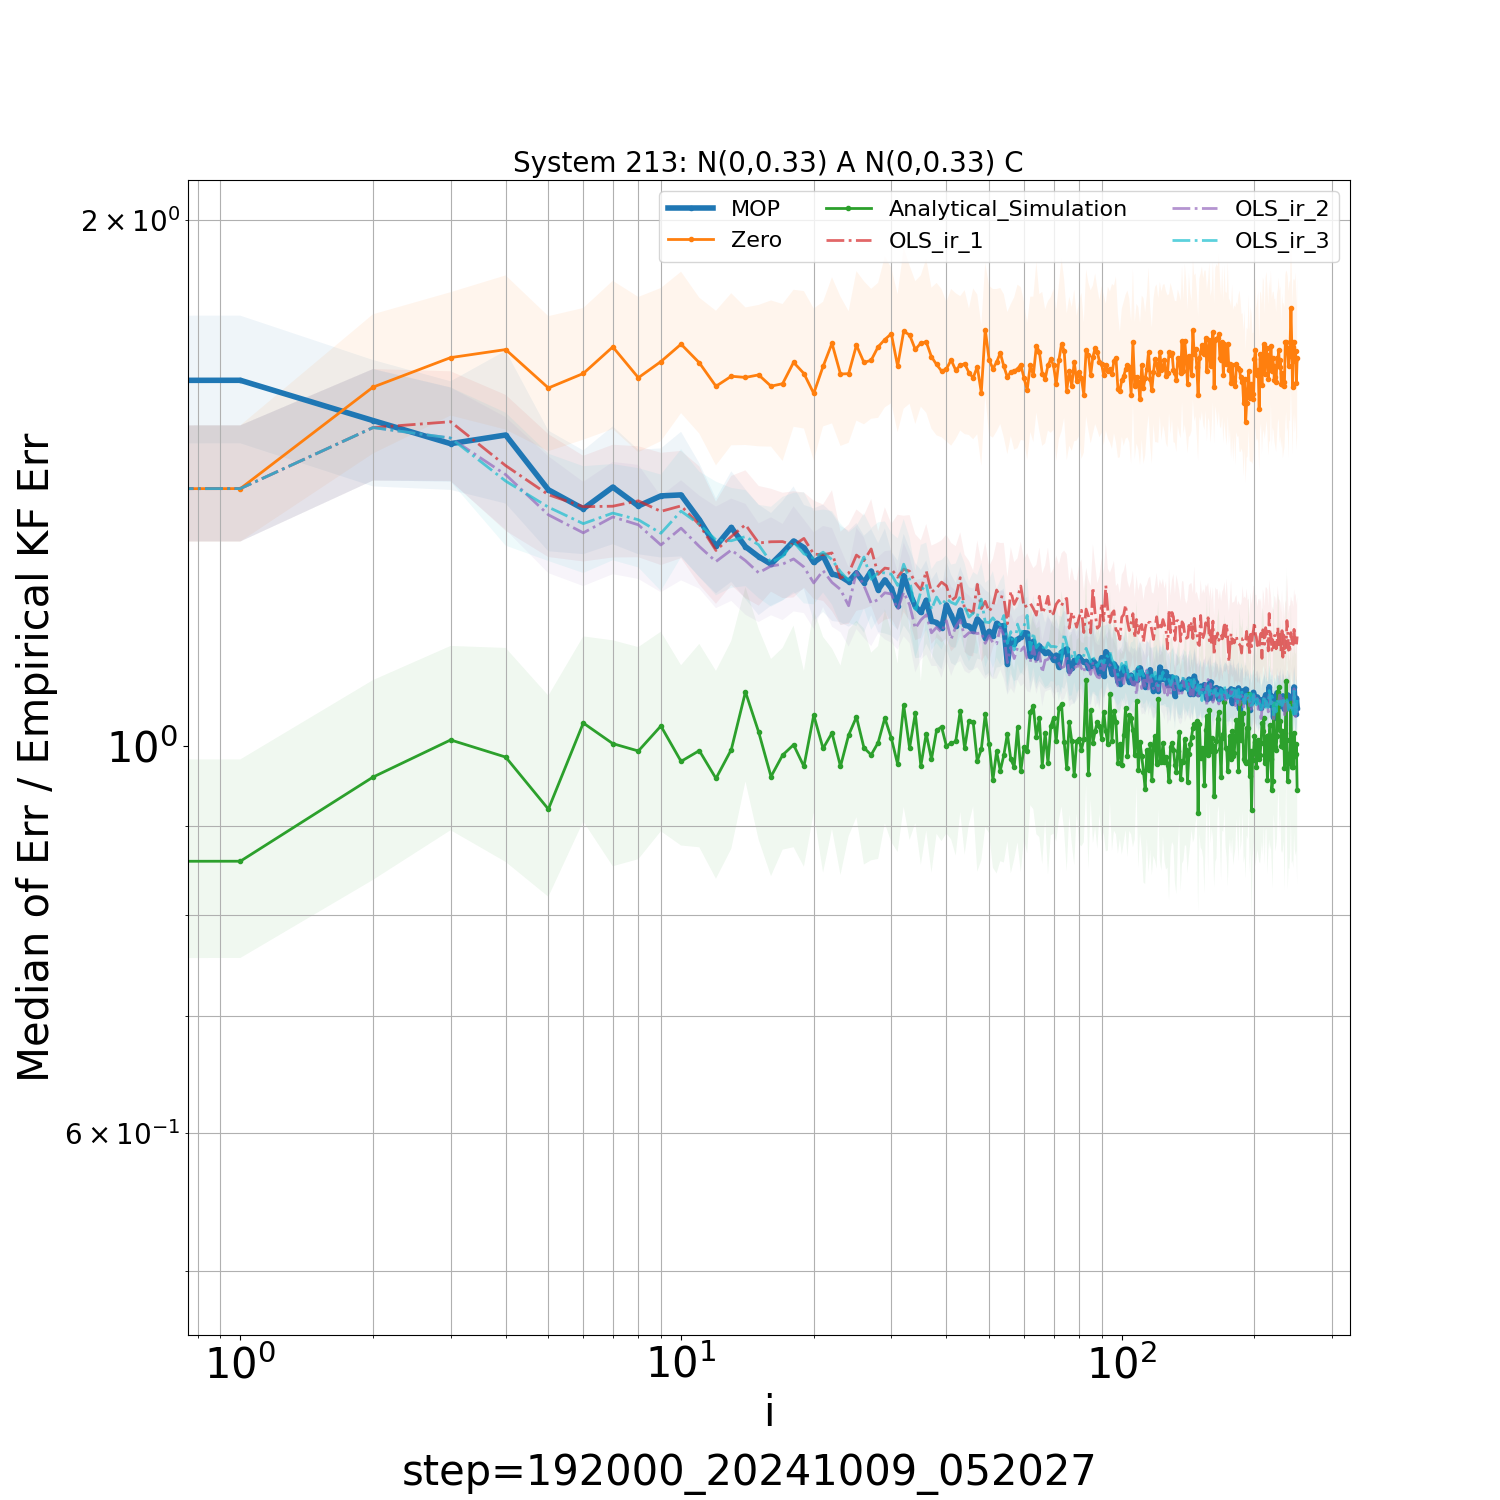 System 213: N(0,0.33) A N(0,0.33) C
MOP
Zero
Analytical_Simulation
OLS_ir_1
OLS_ir_2
OLS_ir_3
2 × 10⁰
10⁰
6 × 10⁻¹
Median of Err / Empirical KF Err
10⁰
10¹
10²
i
step=192000_20241009_052027